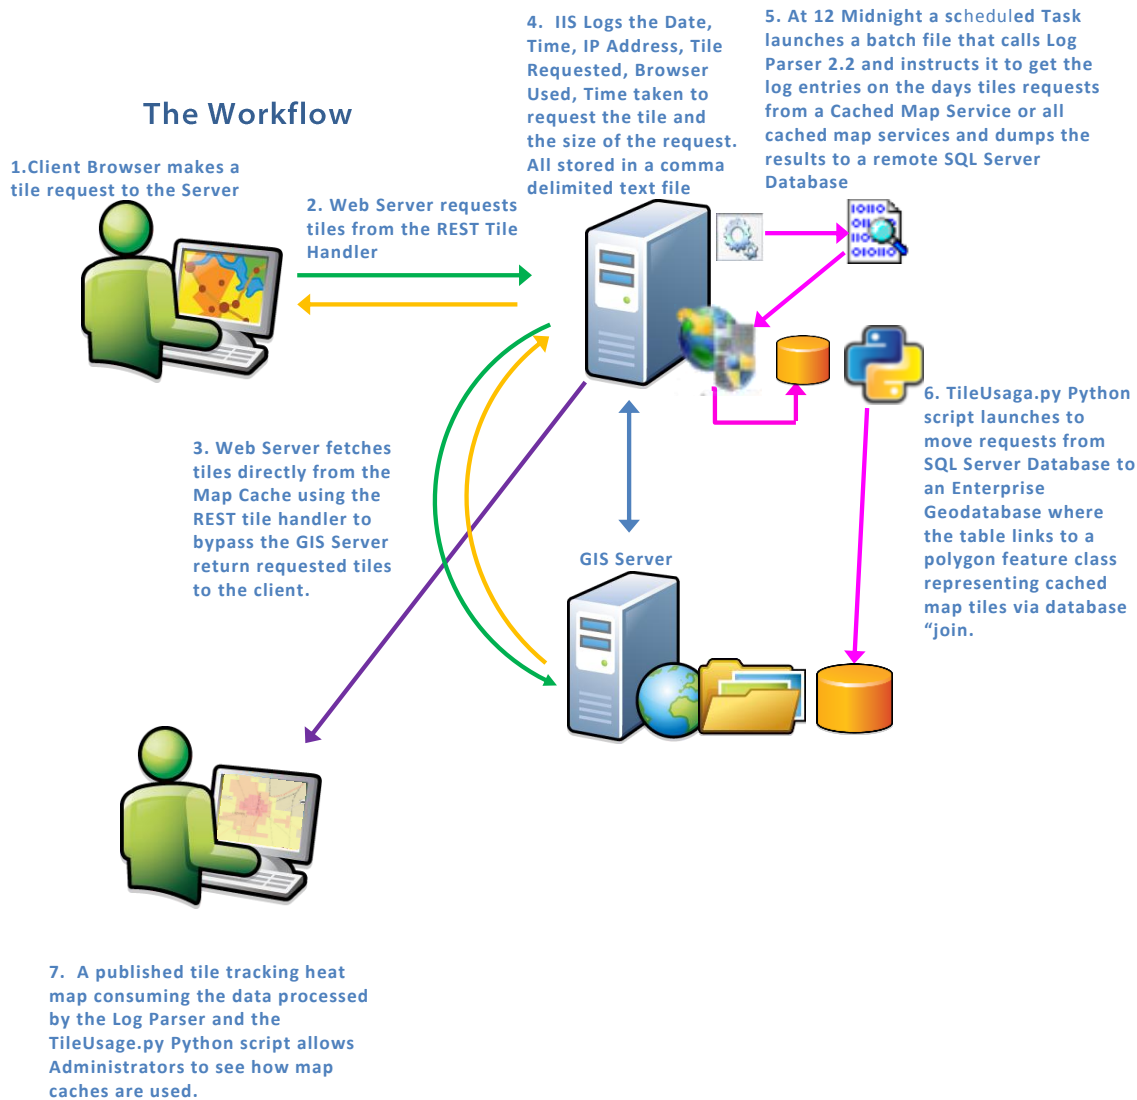 The Workflow
1.Client Browser makes a
tile request to the Server
2. Web Server requests
tiles from the REST Tile
Handler
3. Web Server fetches
tiles directly from the
Map Cache using the
REST tile handler to
bypass the GIS Server
return requested tiles
to the client.
4.  IIS Logs the Date,
Time, IP Address, Tile
Requested, Browser
Used, Time taken to
request the tile and
the size of the request.
All stored in a comma
delimited text file
5. At 12 Midnight a scheduled Task
launches a batch file that calls Log
Parser 2.2 and instructs it to get the
log entries on the days tiles requests
from a Cached Map Service or all
cached map services and dumps the
results to a remote SQL Server
Database
6. TileUsaga.py Python
script launches to
move requests from
SQL Server Database to
an Enterprise
Geodatabase where
the table links to a
polygon feature class
representing cached
map tiles via database
“join.
GIS Server
7.  A published tile tracking heat
map consuming the data processed
by the Log Parser and the
TileUsage.py Python script allows
Administrators to see how map
caches are used.